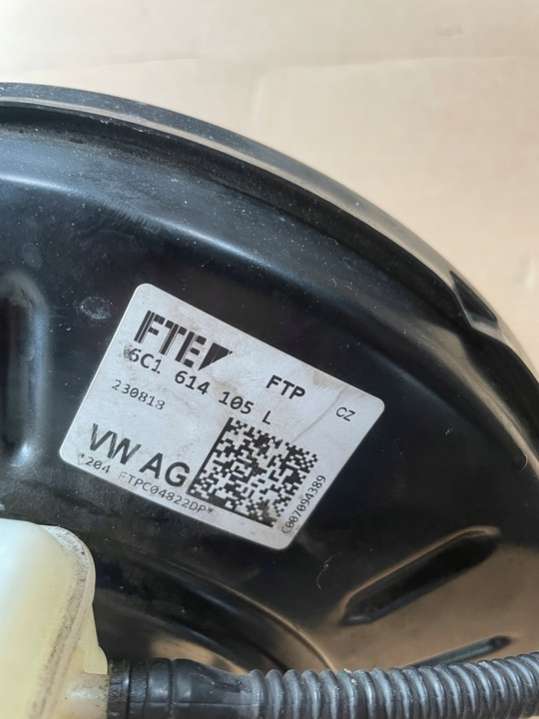 FTE
FTP CZ
6C1 614 105 L
230818
VW AG
*204 FTPC04822DP*
C007094389